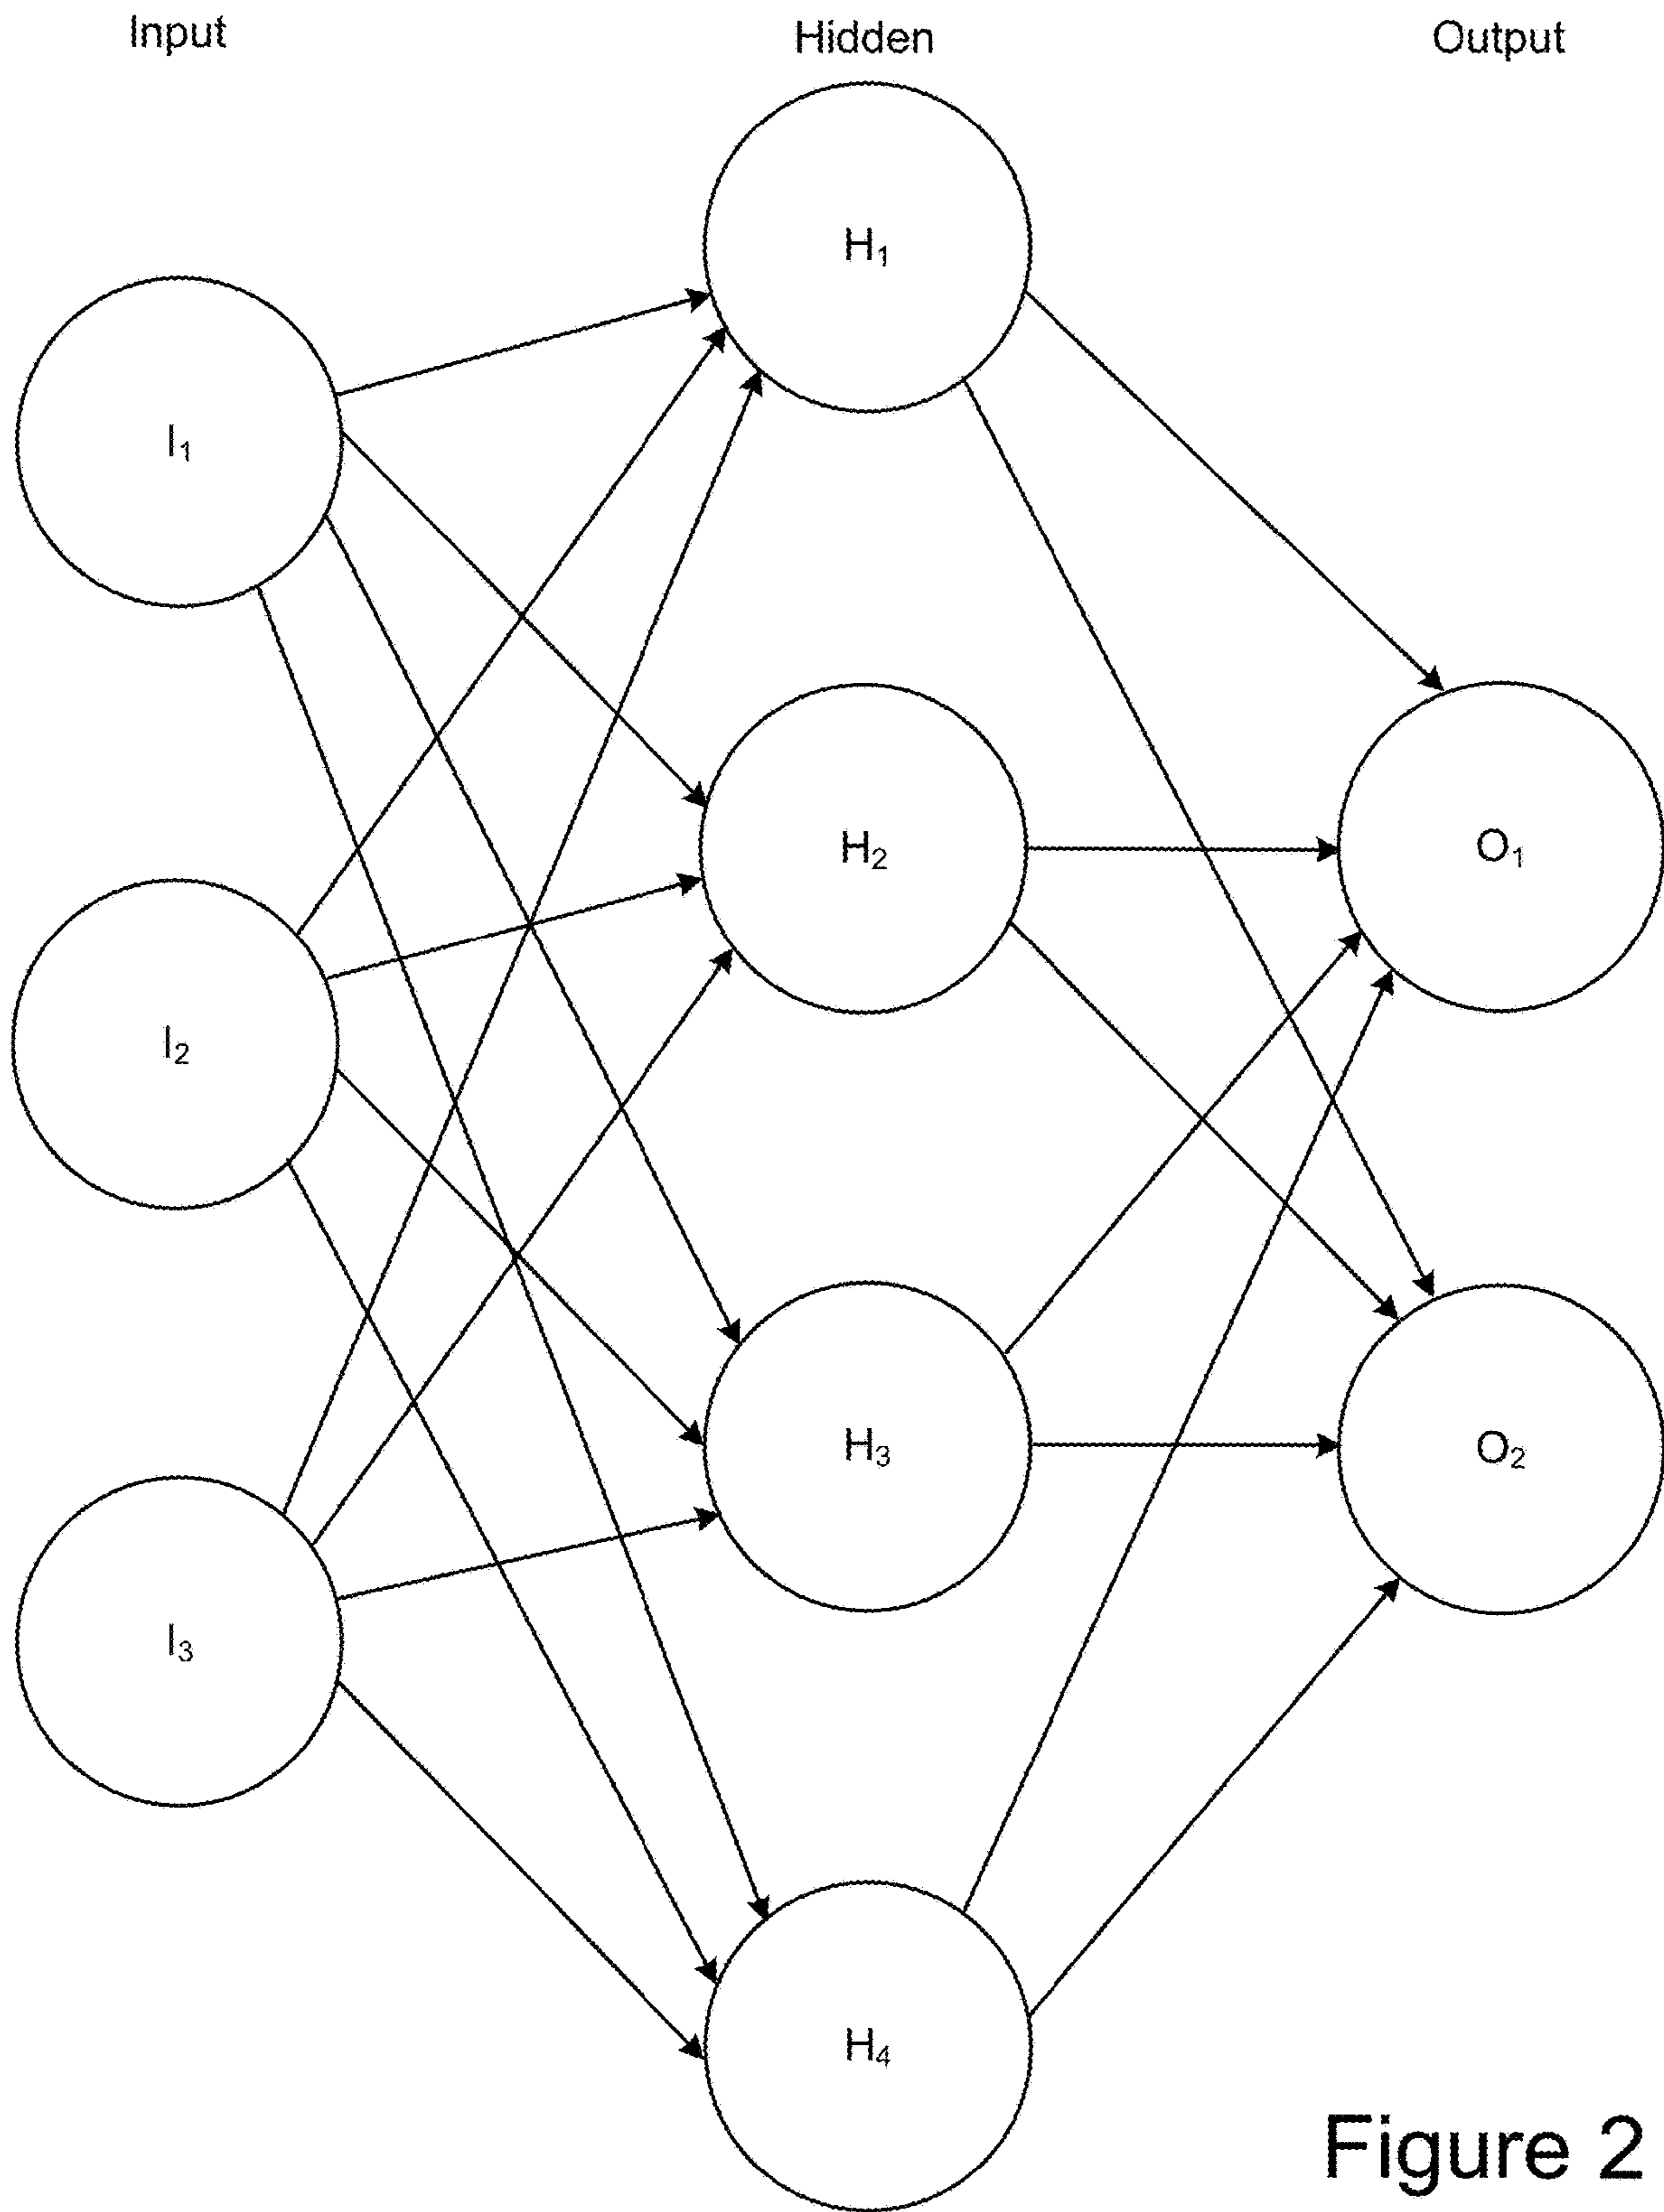 Input Hidden Output
H₁
I₁
H₂
O₁
I₂
H₃
O₂
I₃
H₄
Figure 2